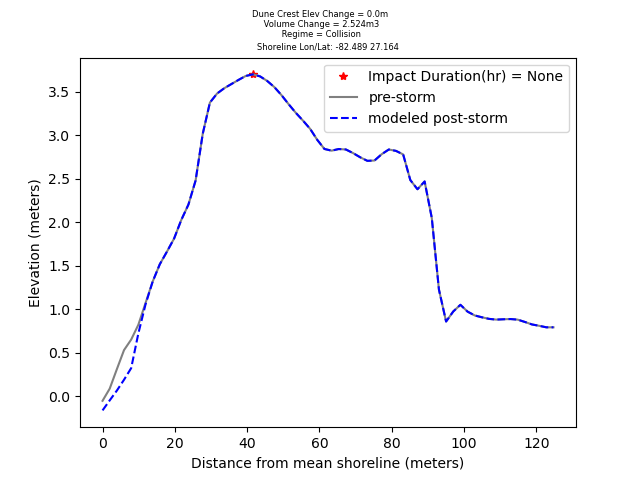 Dune Crest Elev Change = 0.0m
Volume Change = 2.524m3
Regime = Collision
Shoreline Lon/Lat: -82.489 27.164
Impact Duration(hr) = None
pre-storm
modeled post-storm
Elevation (meters)
3.5
3.0
2.5
2.0
1.5
1.0
0.5
0.0
0 20 40 60 80 100 120
Distance from mean shoreline (meters)